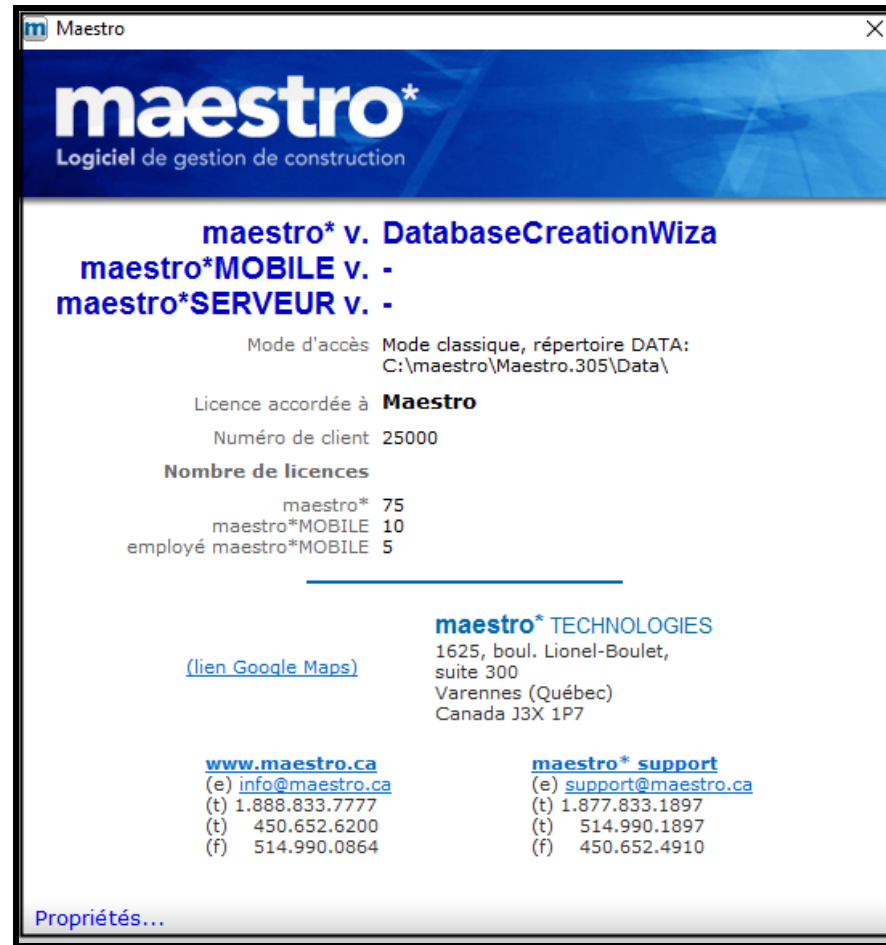 Maestro
maestro*
Logiciel de gestion de construction
maestro* v. DatabaseCreationWiza
maestro*MOBILE v. -
maestro*SERVEUR v. -
Mode d'accès Mode classique, répertoire DATA:
C:\maestro\Maestro.305\Data\
Licence accordée à Maestro
Numéro de client 25000
Nombre de licences
maestro* 75
maestro*MOBILE 10
employé maestro*MOBILE 5
maestro* TECHNOLOGIES
1625, boul. Lionel-Boulet,
(lien Google Maps) suite 300
Varennes (Québec)
Canada J3X 1P7
www.maestro.ca maestro* support
(e) info@maestro.ca (e) support@maestro.ca
(t) 1.888.833.7777 (t) 1.877.833.1897
(t) 450.652.6200 (t) 514.990.1897
(f) 514.990.0864 (f) 450.652.4910
Propriétés...